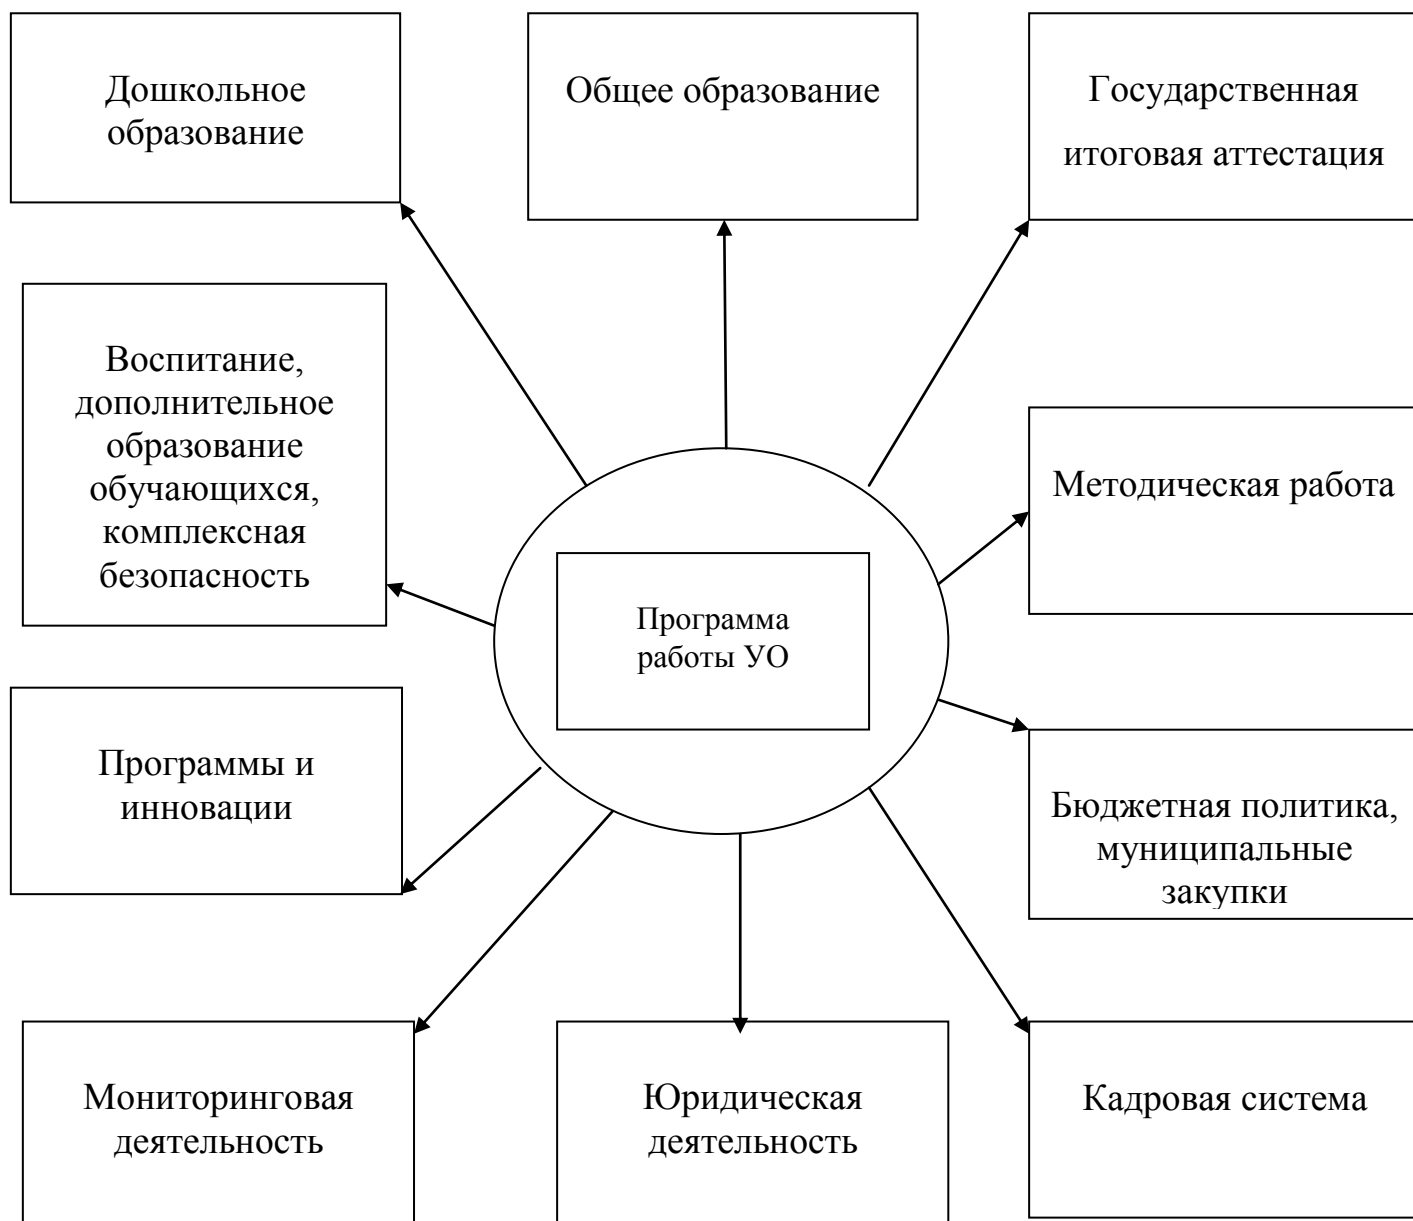 Дошкольное
образование
Общее образование
Государственная
итоговая аттестация
Воспитание,
дополнительное
образование
обучающихся,
комплексная
безопасность
Методическая работа
Программа
работы УО
Программы и
инновации
Бюджетная политика,
муниципальные
закупки
Мониторинговая
деятельность
Юридическая
деятельность
Кадровая система